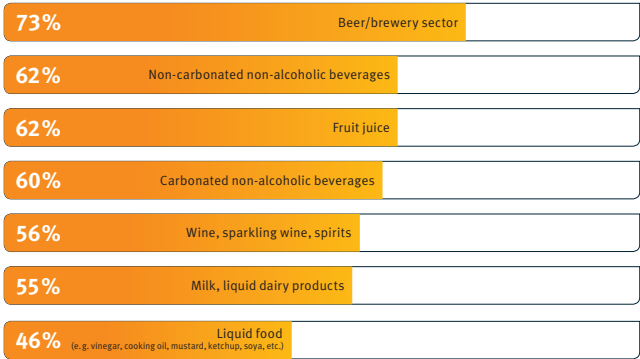 73% Beer/brewery sector
62% Non-carbonated non-alcoholic beverages
62% Fruit juice
60% Carbonated non-alcoholic beverages
56% Wine, sparkling wine, spirits
55% Milk, liquid dairy products
46% Liquid food
(e.g. vinegar, cooking oil, mustard, ketchup, soya, etc.)